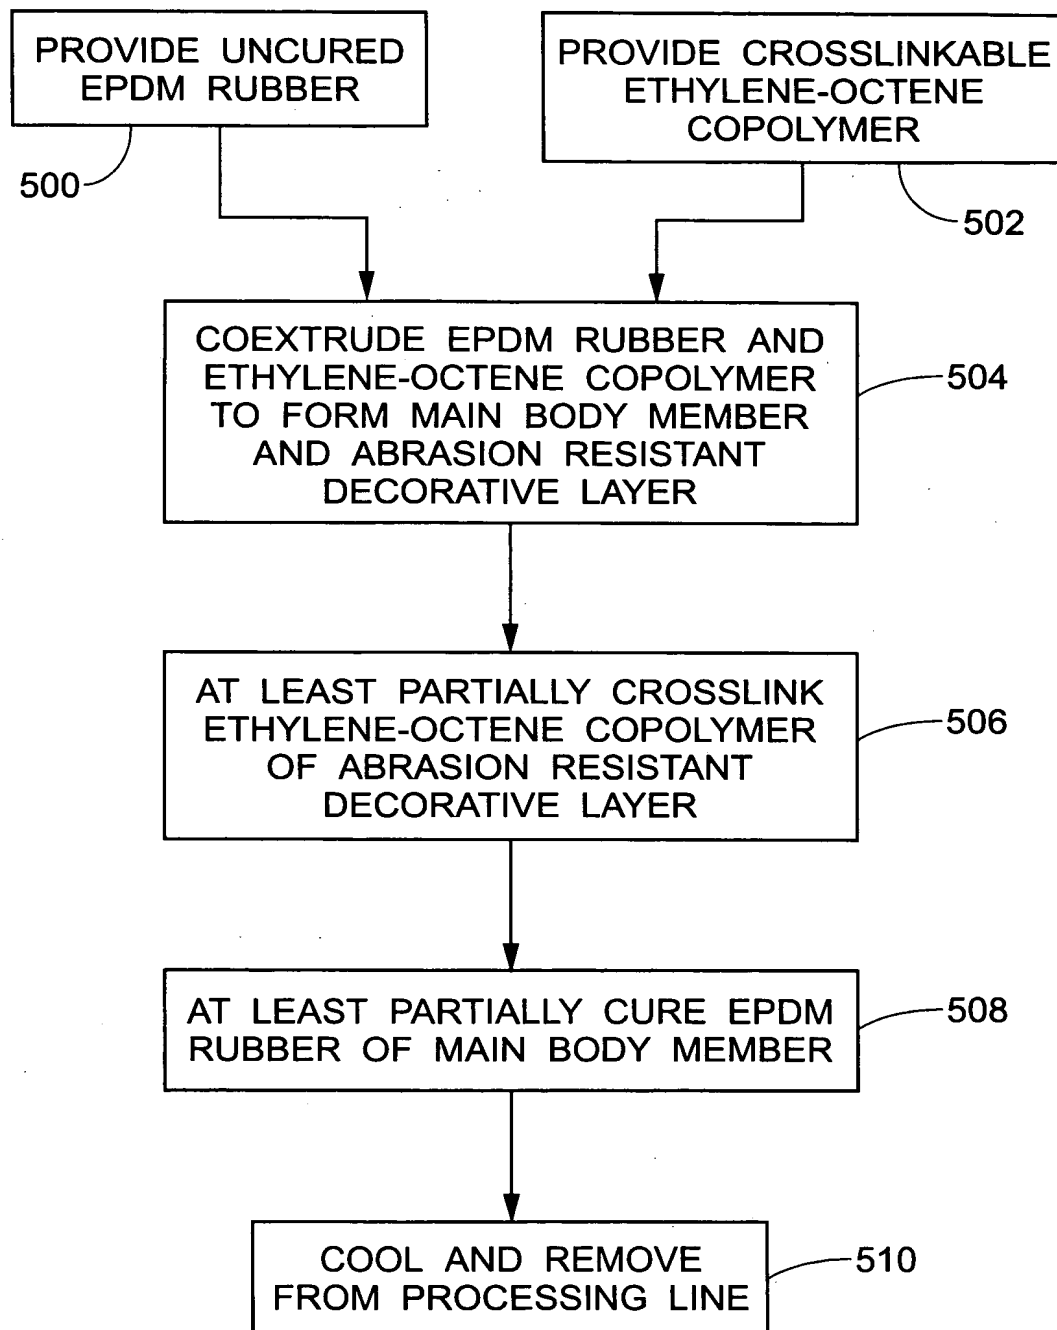 PROVIDE UNCURED
EPDM RUBBER
500
PROVIDE CROSSLINKABLE
ETHYLENE-OCTENE
COPOLYMER
502
COEXTRUDE EPDM RUBBER AND
ETHYLENE-OCTENE COPOLYMER
TO FORM MAIN BODY MEMBER
AND ABRASION RESISTANT
DECORATIVE LAYER
504
AT LEAST PARTIALLY CROSSLINK
ETHYLENE-OCTENE COPOLYMER
OF ABRASION RESISTANT
DECORATIVE LAYER
506
AT LEAST PARTIALLY CURE EPDM
RUBBER OF MAIN BODY MEMBER
508
COOL AND REMOVE
FROM PROCESSING LINE
510